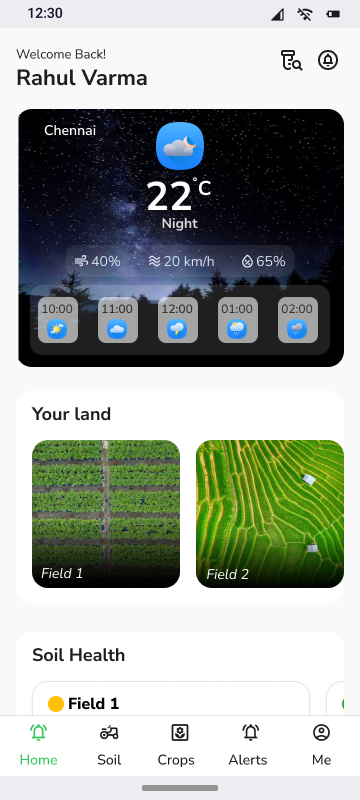 12:30
Welcome Back!
Rahul Varma
Chennai
22°C
Night
40% 20 km/h 65%
10:00 11:00 12:00 01:00 02:00
Your land
Field 1 Field 2
Soil Health
Field 1
Home Soil Crops Alerts Me